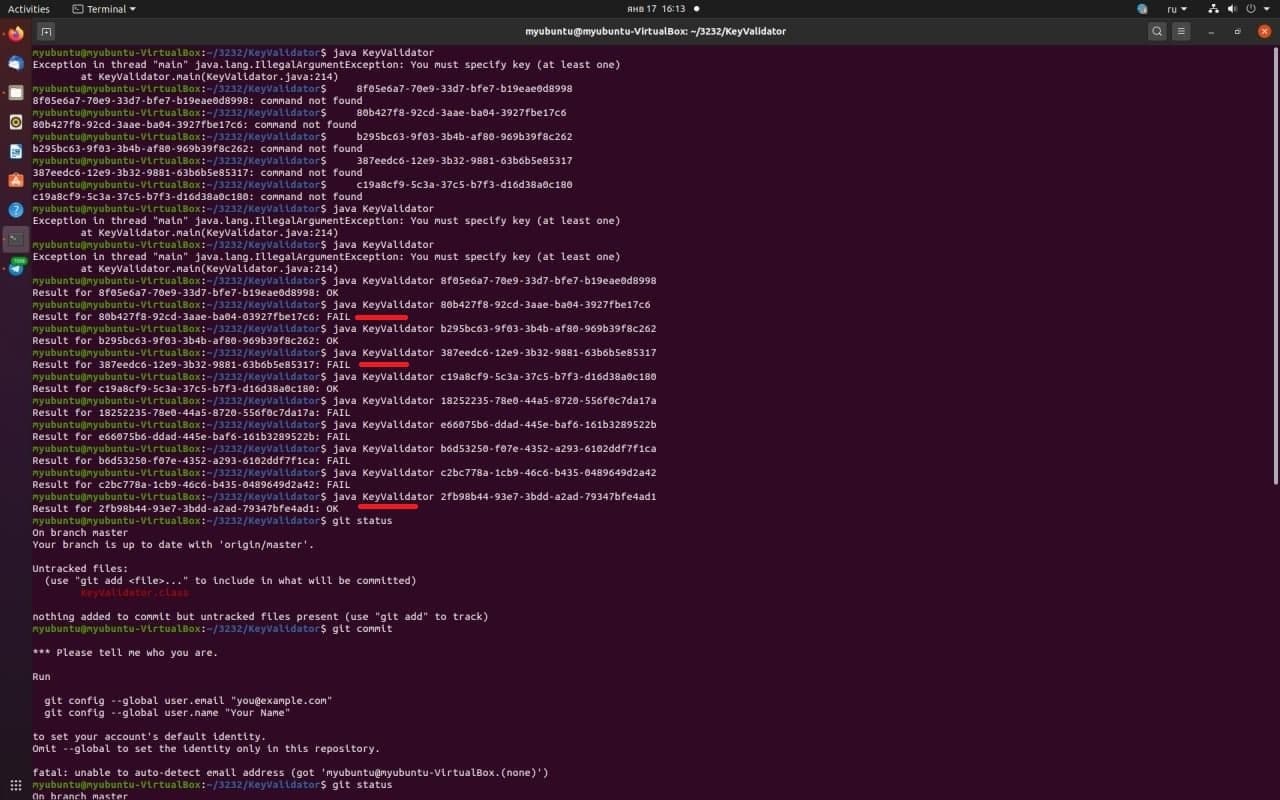 Activities Terminal янв 17 16:13 ru
myubuntu@myubuntu-VirtualBox: ~/3232/KeyValidator
myubuntu@myubuntu-VirtualBox:~/3232/KeyValidator$ java KeyValidator
Exception in thread "main" java.lang.IllegalArgumentException: You must specify key (at least one)
at KeyValidator.main(KeyValidator.java:214)
myubuntu@myubuntu-VirtualBox:~/3232/KeyValidator$ 8f05e6a7-70e9-33d7-bfe7-b19eae0d8998
8f05e6a7-70e9-33d7-bfe7-b19eae0d8998: command not found
myubuntu@myubuntu-VirtualBox:~/3232/KeyValidator$ 80b427f8-92cd-3aae-ba04-3927fbe17c6
80b427f8-92cd-3aae-ba04-3927fbe17c6: command not found
myubuntu@myubuntu-VirtualBox:~/3232/KeyValidator$ b295bc63-9f03-3b4b-af80-969b39f8c262
b295bc63-9f03-3b4b-af80-969b39f8c262: command not found
myubuntu@myubuntu-VirtualBox:~/3232/KeyValidator$ 387eedc6-12e9-3b32-9881-63b6b5e85317
387eedc6-12e9-3b32-9881-63b6b5e85317: command not found
myubuntu@myubuntu-VirtualBox:~/3232/KeyValidator$ c19a8cf9-5c3a-37c5-b7f3-d16d38a0c180
c19a8cf9-5c3a-37c5-b7f3-d16d38a0c180: command not found
myubuntu@myubuntu-VirtualBox:~/3232/KeyValidator$ java KeyValidator
Exception in thread "main" java.lang.IllegalArgumentException: You must specify key (at least one)
at KeyValidator.main(KeyValidator.java:214)
myubuntu@myubuntu-VirtualBox:~/3232/KeyValidator$ java KeyValidator
Exception in thread "main" java.lang.IllegalArgumentException: You must specify key (at least one)
at KeyValidator.main(KeyValidator.java:214)
myubuntu@myubuntu-VirtualBox:~/3232/KeyValidator$ java KeyValidator 8f05e6a7-70e9-33d7-bfe7-b19eae0d8998
Result for 8f05e6a7-70e9-33d7-bfe7-b19eae0d8998: OK
myubuntu@myubuntu-VirtualBox:~/3232/KeyValidator$ java KeyValidator 80b427f8-92cd-3aae-ba04-3927fbe17c6
Result for 80b427f8-92cd-3aae-ba04-03927fbe17c6: FAIL
myubuntu@myubuntu-VirtualBox:~/3232/KeyValidator$ java KeyValidator b295bc63-9f03-3b4b-af80-969b39f8c262
Result for b295bc63-9f03-3b4b-af80-969b39f8c262: OK
myubuntu@myubuntu-VirtualBox:~/3232/KeyValidator$ java KeyValidator 387eedc6-12e9-3b32-9881-63b6b5e85317
Result for 387eedc6-12e9-3b32-9881-63b6b5e85317: FAIL
myubuntu@myubuntu-VirtualBox:~/3232/KeyValidator$ java KeyValidator c19a8cf9-5c3a-37c5-b7f3-d16d38a0c180
Result for c19a8cf9-5c3a-37c5-b7f3-d16d38a0c180: OK
myubuntu@myubuntu-VirtualBox:~/3232/KeyValidator$ java KeyValidator 18252235-78e0-44a5-8720-556f0c7da17a
Result for 18252235-78e0-44a5-8720-556f0c7da17a: FAIL
myubuntu@myubuntu-VirtualBox:~/3232/KeyValidator$ java KeyValidator e66075b6-ddad-445e-baf6-161b3289522b
Result for e66075b6-ddad-445e-baf6-161b3289522b: FAIL
myubuntu@myubuntu-VirtualBox:~/3232/KeyValidator$ java KeyValidator b6d53250-f07e-4352-a293-6102ddf7f1ca
Result for b6d53250-f07e-4352-a293-6102ddf7f1ca: FAIL
myubuntu@myubuntu-VirtualBox:~/3232/KeyValidator$ java KeyValidator c2bc778a-1cb9-46c6-b435-0489649d2a42
Result for c2bc778a-1cb9-46c6-b435-0489649d2a42: FAIL
myubuntu@myubuntu-VirtualBox:~/3232/KeyValidator$ java KeyValidator 2fb98b44-93e7-3bdd-a2ad-79347bfe4ad1
Result for 2fb98b44-93e7-3bdd-a2ad-79347bfe4ad1: OK
myubuntu@myubuntu-VirtualBox:~/3232/KeyValidator$ git status
On branch master
Your branch is up to date with 'origin/master'.
Untracked files:
(use "git add <file>..." to include in what will be committed)
KeyValidator.class
nothing added to commit but untracked files present (use "git add" to track)
myubuntu@myubuntu-VirtualBox:~/3232/KeyValidator$ git commit
*** Please tell me who you are.
Run
git config --global user.email "you@example.com"
git config --global user.name "Your Name"
to set your account's default identity.
Omit --global to set the identity only in this repository.
fatal: unable to auto-detect email address (got 'myubuntu@myubuntu-VirtualBox.(none)')
myubuntu@myubuntu-VirtualBox:~/3232/KeyValidator$ git status
On branch master